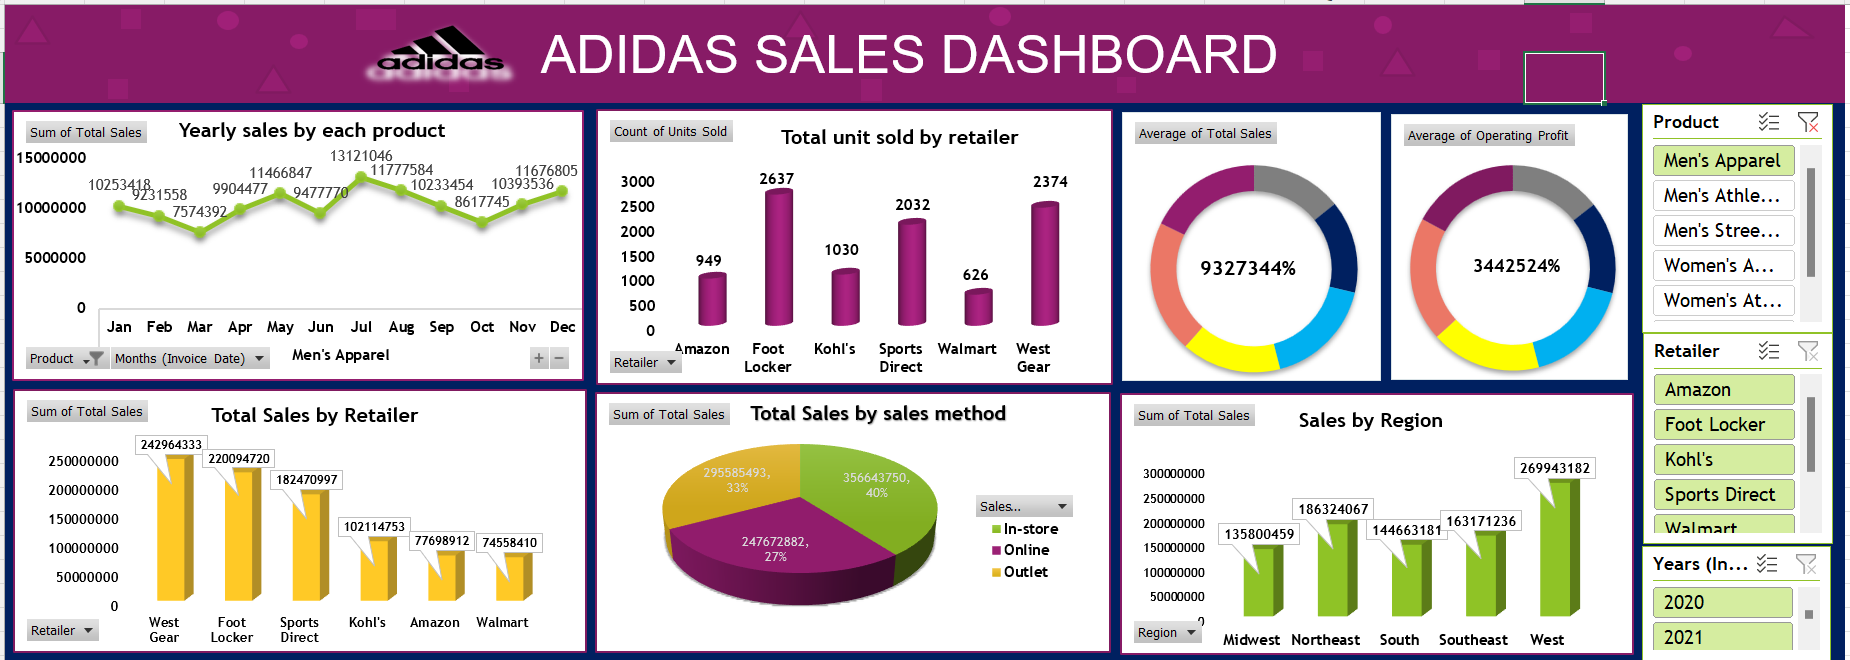 adidas
ADIDAS SALES DASHBOARD
Sum of Total Sales
Yearly sales by each product
15000000
10000000
5000000
0
10253418
9231558
7574392
9904477
11466847
9477770
13121046
11777584
10233454
8617745
10393536
11676805
Jan Feb Mar Apr May Jun Jul Aug Sep Oct Nov Dec
Product
Months (Invoice Date)
Men's Apparel
+ −
Count of Units Sold
Total unit sold by retailer
3000
2500
2000
1500
1000
500
0
949
2637
1030
2032
626
2374
Amazon
Foot
Locker
Kohl's
Sports
Direct
Walmart
West
Gear
Retailer
Average of Total Sales
9327344%
Average of Operating Profit
3442524%
Product
Men's Apparel
Men's Athle...
Men's Stree...
Women's A...
Women's At...
Sum of Total Sales
Total Sales by Retailer
250000000
200000000
150000000
100000000
50000000
0
242964333
220094720
182470997
102114753
77698912
74558410
West
Gear
Foot
Locker
Sports
Direct
Kohl's
Amazon
Walmart
Retailer
Sum of Total Sales
Total Sales by sales method
295585493,
33%
356643750,
40%
247672882,
27%
Sales...
In-store
Online
Outlet
Sum of Total Sales
Sales by Region
300000000
250000000
200000000
150000000
100000000
50000000
0
135800459
186324067
144663181
163171236
269943182
Midwest
Northeast
South
Southeast
West
Region
Retailer
Amazon
Foot Locker
Kohl's
Sports Direct
Walmart
Years (In...
2020
2021